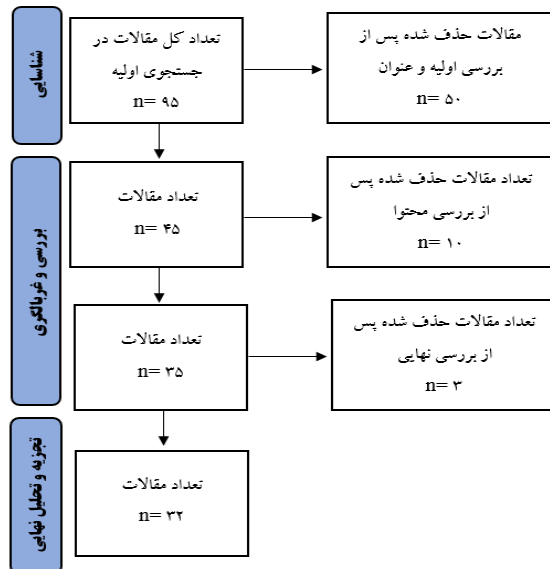 شناسایی
تعداد کل مقالات در
جستجوی اولیه
n= ۹۵
مقالات حذف شده پس از
بررسی اولیه و عنوان
n= ۵۰
بررسی و غربالگری
تعداد مقالات
n= ۴۵
تعداد مقالات حذف شده پس
از بررسی محتوا
n= ۱۰
تعداد مقالات
n= ۳۵
تعداد مقالات حذف شده پس
از بررسی نهایی
n= ۳
تجزیه و تحلیل نهایی
تعداد مقالات
n= ۳۲